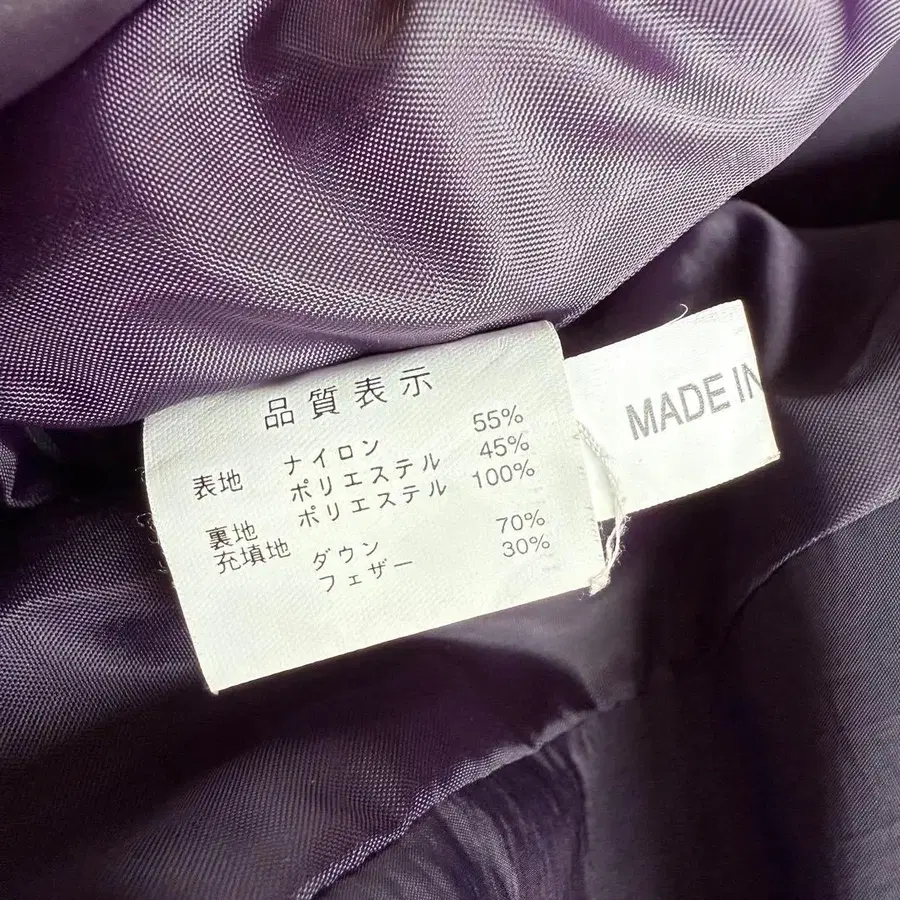 品質表示
表地 ナイロン 55%
ポリエステル 45%
裏地 ポリエステル 100%
充填地 ダウン 70%
フェザー 30%
MADE IN